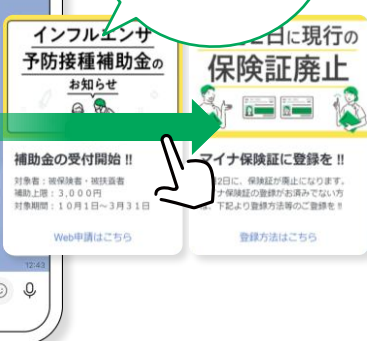 インフルエンザ
予防接種補助金の
お知らせ
補助金の受付開始!!
対象者：被保険者・被扶養者
補助上限：3,000円
対象期間：10月1日～3月31日
Web申請はこちら
12:43
2日に現行の
保険証廃止
マイナ保険証に登録を!!
2日に、保険証が廃止になります。
ナ保険証の登録がお済みでない方
、下記より登録方法等のご登録を!!
登録方法はこちら